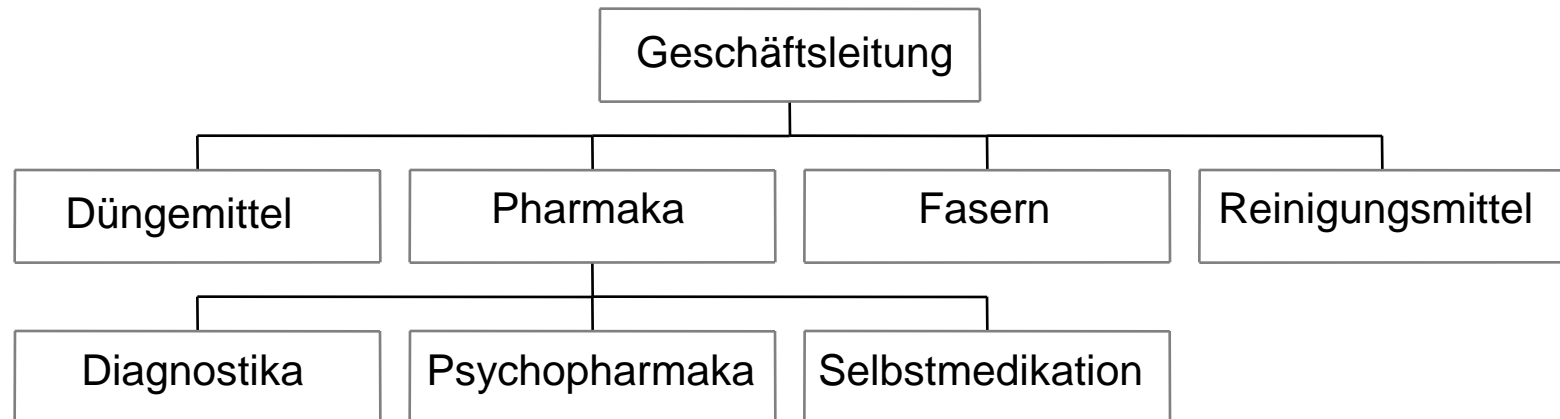 Geschäftsleitung
Düngemittel
Pharmaka
Fasern
Reinigungsmittel
Diagnostika
Psychopharmaka
Selbstmedikation